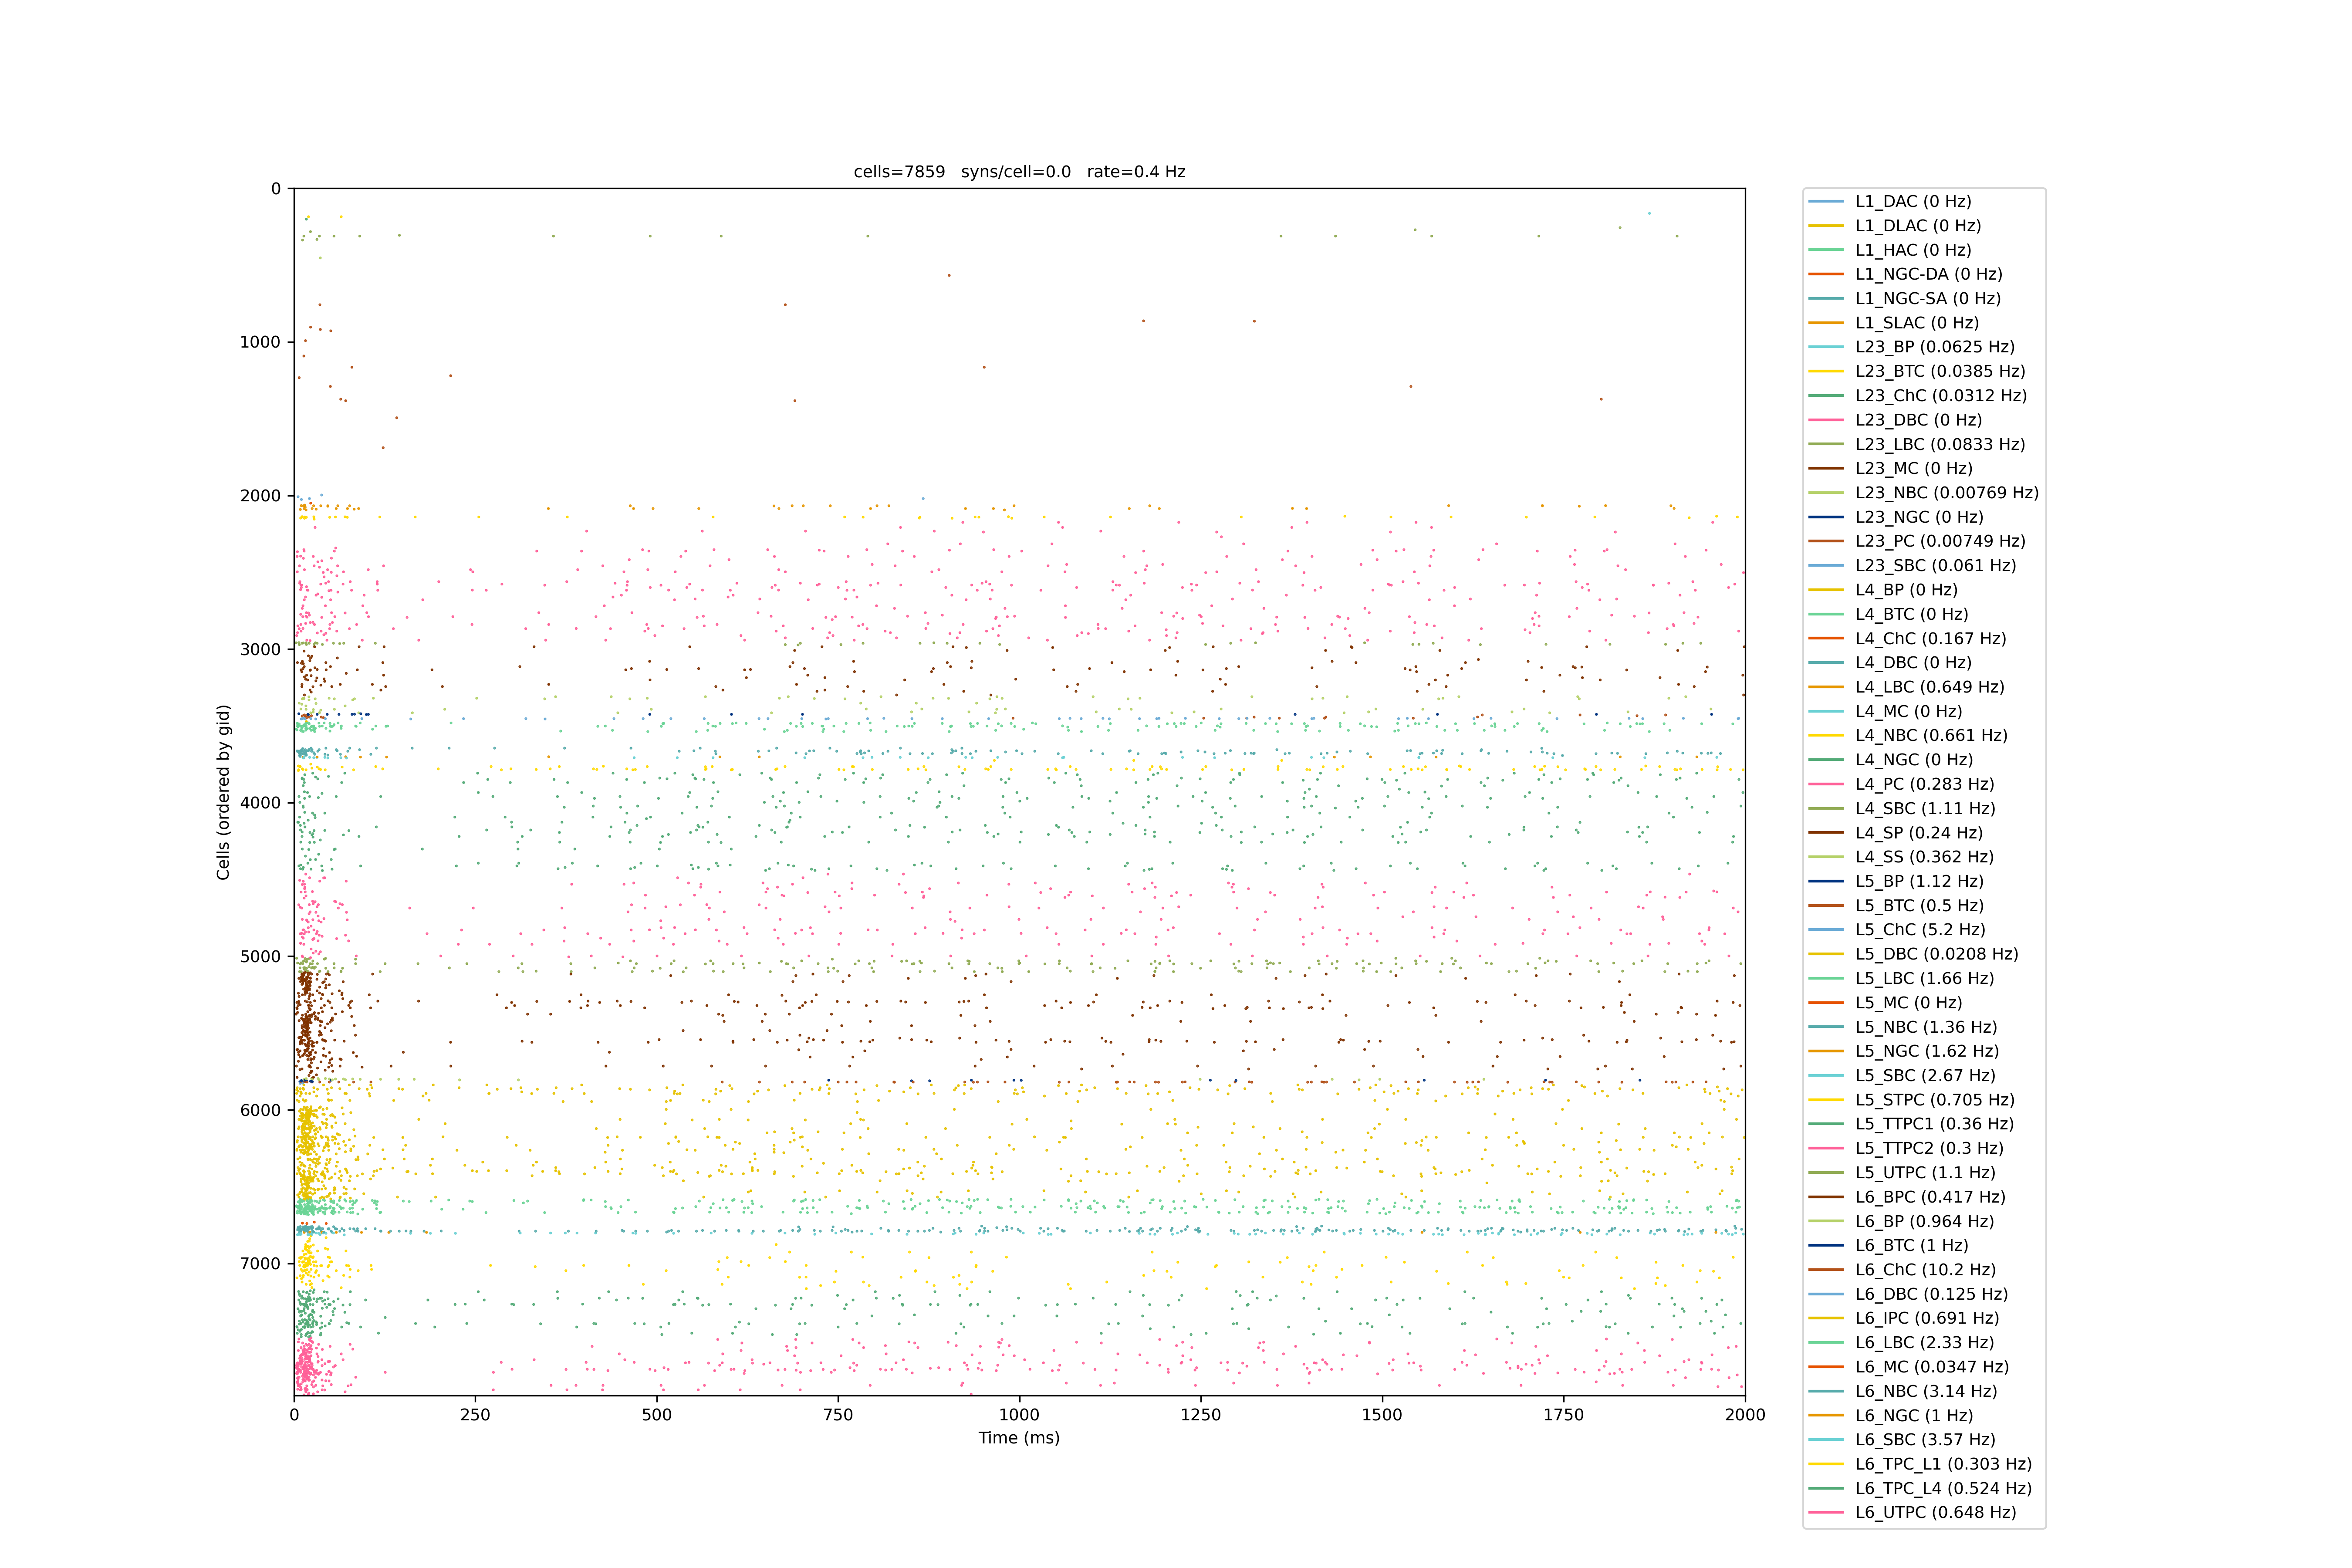 cells=7859   syns/cell=0.0   rate=0.4 Hz
0
1000
2000
3000
4000
5000
6000
7000
Cells (ordered by gid)
0 250 500 750 1000 1250 1500 1750 2000
Time (ms)
L1_DAC (0 Hz)
L1_DLAC (0 Hz)
L1_HAC (0 Hz)
L1_NGC-DA (0 Hz)
L1_NGC-SA (0 Hz)
L1_SLAC (0 Hz)
L23_BP (0.0625 Hz)
L23_BTC (0.0385 Hz)
L23_ChC (0.0312 Hz)
L23_DBC (0 Hz)
L23_LBC (0.0833 Hz)
L23_MC (0 Hz)
L23_NBC (0.00769 Hz)
L23_NGC (0 Hz)
L23_PC (0.00749 Hz)
L23_SBC (0.061 Hz)
L4_BP (0 Hz)
L4_BTC (0 Hz)
L4_ChC (0.167 Hz)
L4_DBC (0 Hz)
L4_LBC (0.649 Hz)
L4_MC (0 Hz)
L4_NBC (0.661 Hz)
L4_NGC (0 Hz)
L4_PC (0.283 Hz)
L4_SBC (1.11 Hz)
L4_SP (0.24 Hz)
L4_SS (0.362 Hz)
L5_BP (1.12 Hz)
L5_BTC (0.5 Hz)
L5_ChC (5.2 Hz)
L5_DBC (0.0208 Hz)
L5_LBC (1.66 Hz)
L5_MC (0 Hz)
L5_NBC (1.36 Hz)
L5_NGC (1.62 Hz)
L5_SBC (2.67 Hz)
L5_STPC (0.705 Hz)
L5_TTPC1 (0.36 Hz)
L5_TTPC2 (0.3 Hz)
L5_UTPC (1.1 Hz)
L6_BPC (0.417 Hz)
L6_BP (0.964 Hz)
L6_BTC (1 Hz)
L6_ChC (10.2 Hz)
L6_DBC (0.125 Hz)
L6_IPC (0.691 Hz)
L6_LBC (2.33 Hz)
L6_MC (0.0347 Hz)
L6_NBC (3.14 Hz)
L6_NGC (1 Hz)
L6_SBC (3.57 Hz)
L6_TPC_L1 (0.303 Hz)
L6_TPC_L4 (0.524 Hz)
L6_UTPC (0.648 Hz)